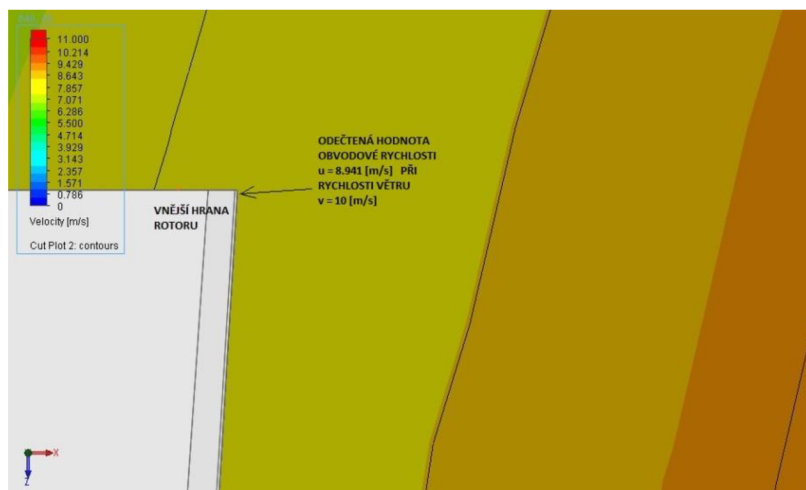 11.000
10.214
9.429
8.643
7.857
7.071
6.286
5.500
4.714
3.929
3.143
2.357
1.571
0.786
0
Velocity [m/s]
Cut Plot 2: contours
ODEČTENÁ HODNOTA
OBVODOVÉ RYCHLOSTI
u = 8.941 [m/s] PŘI
RYCHLOSTI VĚTRU
v = 10 [m/s]
VNĚJŠÍ HRANA
ROTORU
X
Z